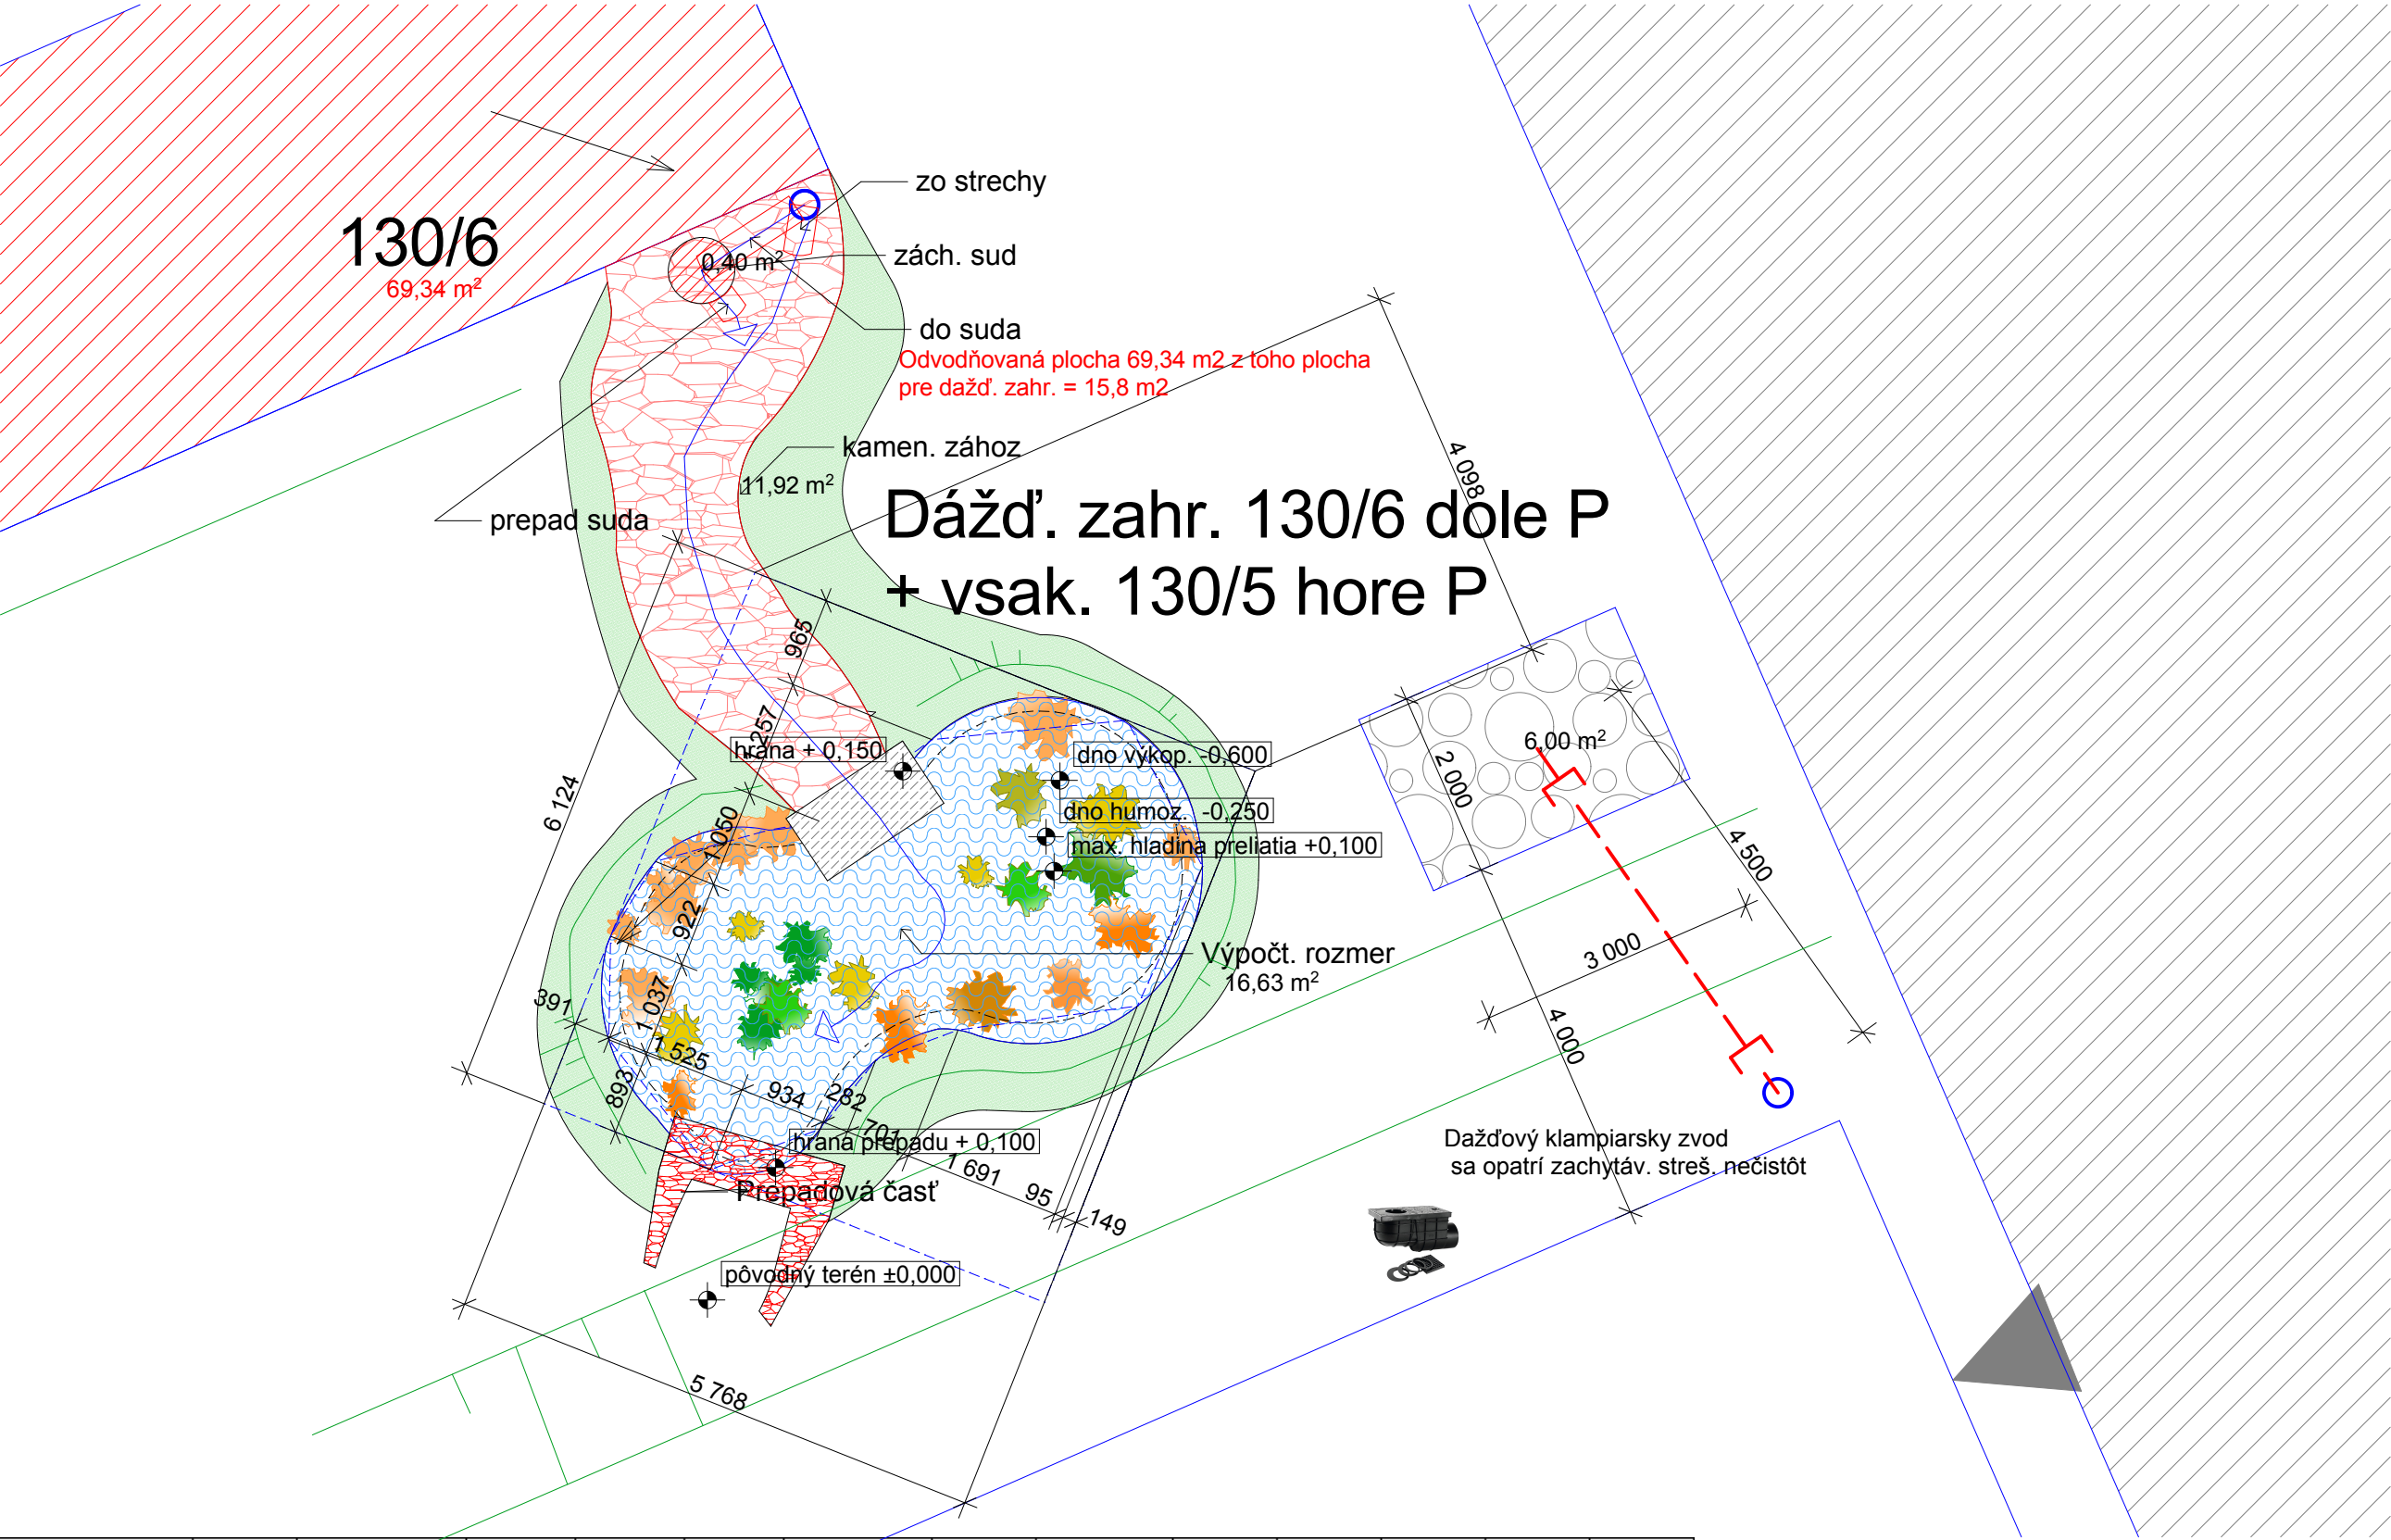 130/6
69,34 m²
zo strechy
0,40 m²
zách. sud
do suda
Odvodňovaná plocha 69,34 m2 z toho plocha
pre dažď. zahr. = 15,8 m2
kamen. zához
11,92 m²
prepad suda
4 098
Dážď. zahr. 130/6 dole P
+ vsak. 130/5 hore P
965
1 257
hrana + 0,150
dno výkop. -0,600
dno humoz. -0,250
max. hladina preliatia +0,100
6,00 m²
2 000
4 500
6 124
1 050
922
Výpočt. rozmer
16,63 m²
3 000
391
1 037
1 525
893
934
282
701
4 000
hrana prepadu + 0,100
1 691
95
149
Prepadová časť
Dažďový klampiarsky zvod
sa opatrí zachytáv. streš. nečistôt
pôvodný terén ±0,000
5 768